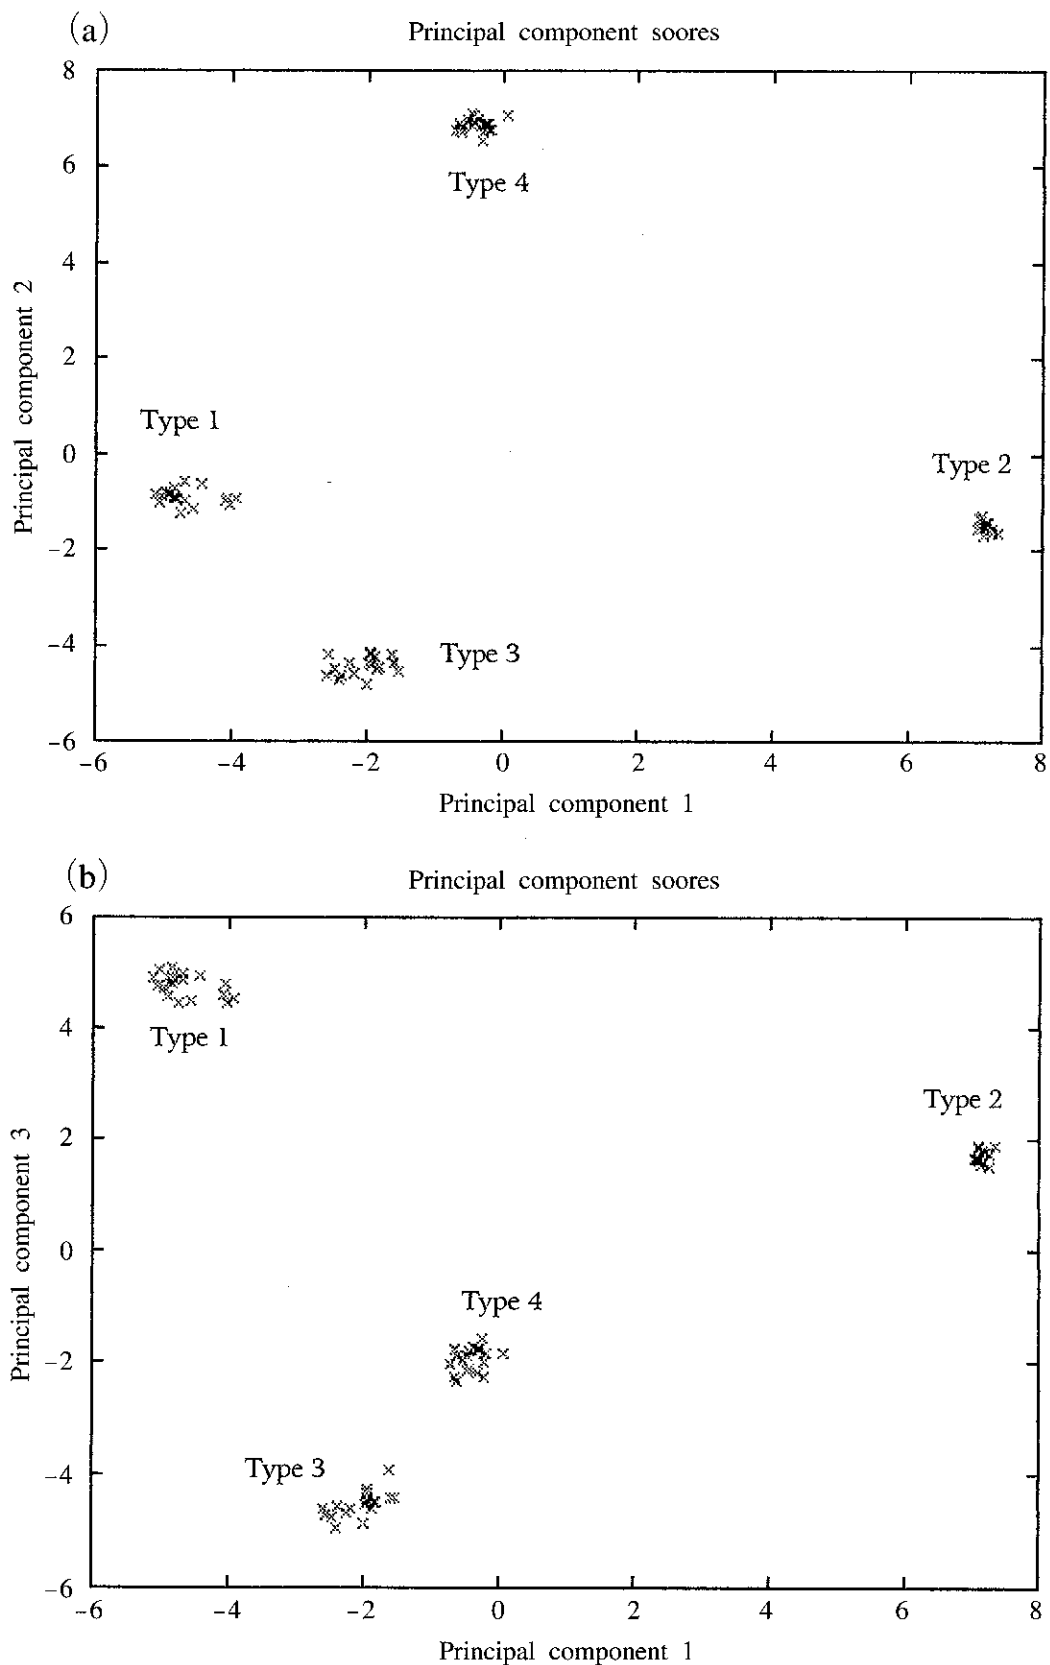 (a)
Principal component soores
8
6
4
2
0
−2
−4
−6
Principal component 2
Type 4
Type 1
Type 2
Type 3
−6 −4 −2 0 2 4 6 8
Principal component 1
(b)
Principal component soores
6
4
2
0
−2
−4
−6
Principal component 3
Type 1
Type 2
Type 4
Type 3
−6 −4 −2 0 2 4 6 8
Principal component 1